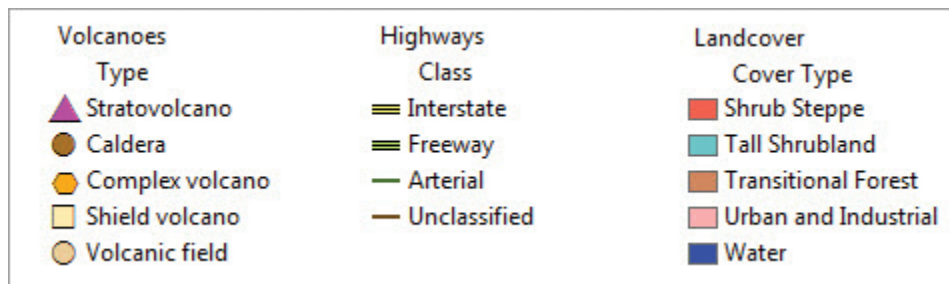 Volcanoes
Type
Stratovolcano
Caldera
Complex volcano
Shield volcano
Volcanic field
Highways
Class
Interstate
Freeway
Arterial
Unclassified
Landcover
Cover Type
Shrub Steppe
Tall Shrubland
Transitional Forest
Urban and Industrial
Water